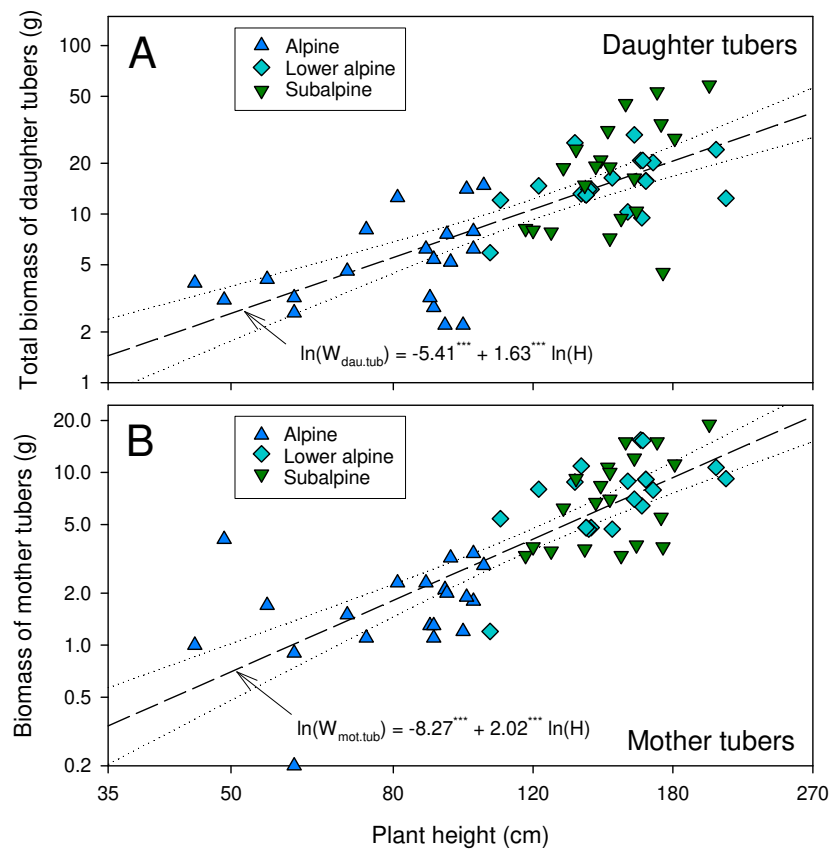 Total biomass of daughter tubers (g)
100
50
20
10
5
2
1
A
Alpine
Lower alpine
Subalpine
Daughter tubers
ln(W_dau.tub) = -5.41*** + 1.63*** ln(H)
Biomass of mother tubers (g)
20.0
10.0
5.0
2.0
1.0
0.5
0.2
B
Alpine
Lower alpine
Subalpine
ln(W_mot.tub) = -8.27*** + 2.02*** ln(H)
Mother tubers
35 50 80 120 180 270
Plant height (cm)